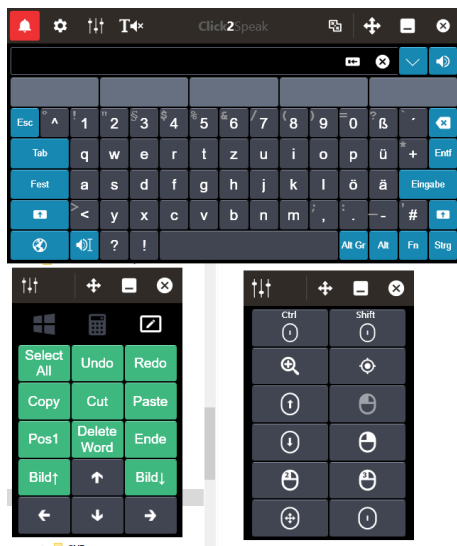 T
Click2Speak
Esc ° ^ ! 1 " 2 § 3 $ 4 % 5 & 6 / 7 ( 8 ) 9 = 0 ? ß ` ´
Tab q w e r t z u i o p ü * + Entf
Fest a s d f g h j k l ö ä Eingabe
> < y x c v b n m ; , : . _ - ' #
? ! Alt Gr Alt Fn Strg
Select All Undo Redo
Copy Cut Paste
Pos1 Delete Word Ende
Bild↑ ↑ Bild↓
← ↓ →
Ctrl Shift